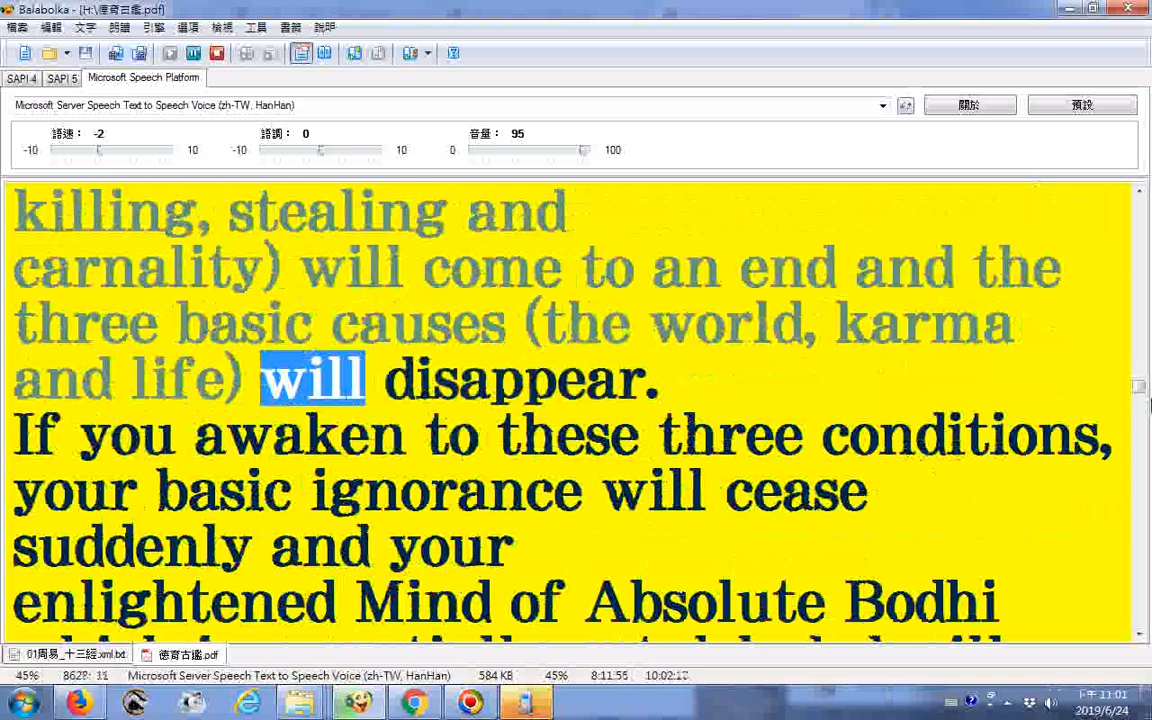 Balabolka - [H:\德育古鑑.pdf]
檔案 編輯 文字 朗讀 引擎 選項 檢視 工具 書籤 說明
SAPI 4 SAPI 5 Microsoft Speech Platform
Microsoft Server Speech Text to Speech Voice (zh-TW, HanHan) 關於 預設
語速： -2 語調： 0 音量： 95
-10 10 -10 10 0 100
killing, stealing and
carnality) will come to an end and the
three basic causes (the world, karma
and life) will disappear.
If you awaken to these three conditions,
your basic ignorance will cease
suddenly and your
enlightened Mind of Absolute Bodhi
01周易_十三經.xml.txt 德育古鑑.pdf
45% 8628: 11 Microsoft Server Speech Text to Speech Voice (zh-TW, HanHan) 45% 8:11:55 10:02:17
下午 11:01
2019/6/24